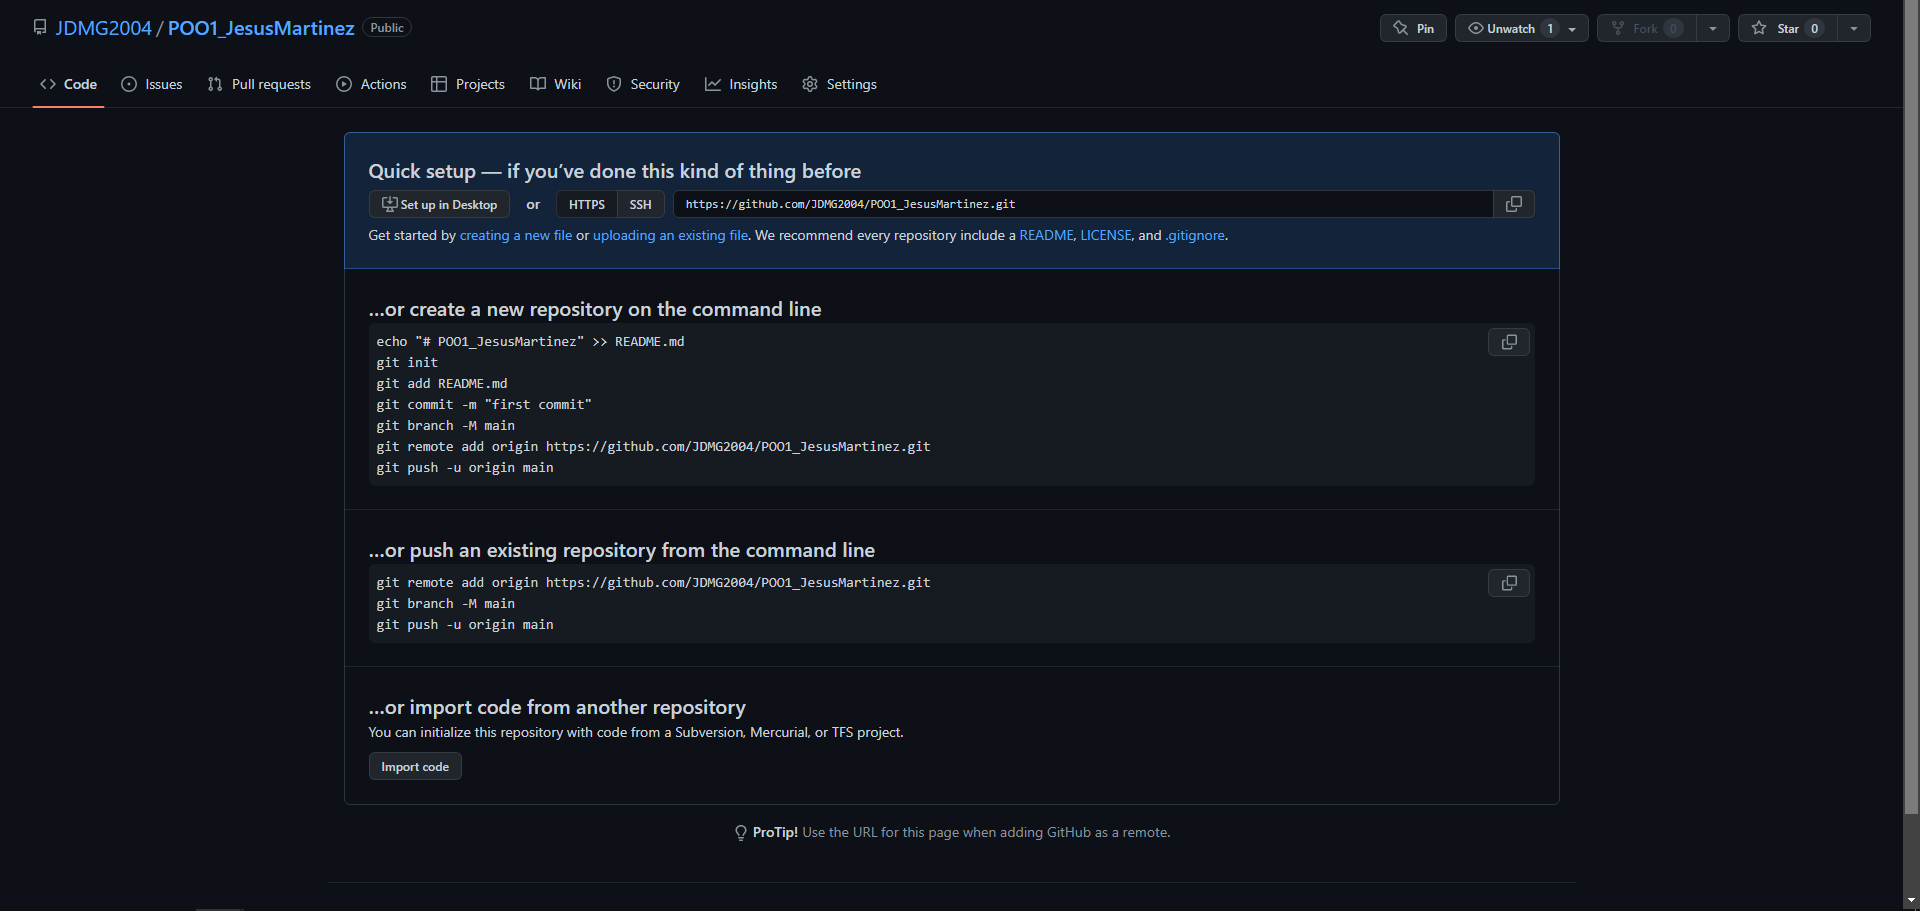 JDMG2004 / POO1_JesusMartinez Public
Pin Unwatch 1 Fork 0 Star 0
Code Issues Pull requests Actions Projects Wiki Security Insights Settings
Quick setup — if you’ve done this kind of thing before
Set up in Desktop or HTTPS SSH https://github.com/JDMG2004/POO1_JesusMartinez.git
Get started by creating a new file or uploading an existing file. We recommend every repository include a README, LICENSE, and .gitignore.
…or create a new repository on the command line
echo "# POO1_JesusMartinez" >> README.md
git init
git add README.md
git commit -m "first commit"
git branch -M main
git remote add origin https://github.com/JDMG2004/POO1_JesusMartinez.git
git push -u origin main
…or push an existing repository from the command line
git remote add origin https://github.com/JDMG2004/POO1_JesusMartinez.git
git branch -M main
git push -u origin main
…or import code from another repository
You can initialize this repository with code from a Subversion, Mercurial, or TFS project.
Import code
ProTip! Use the URL for this page when adding GitHub as a remote.